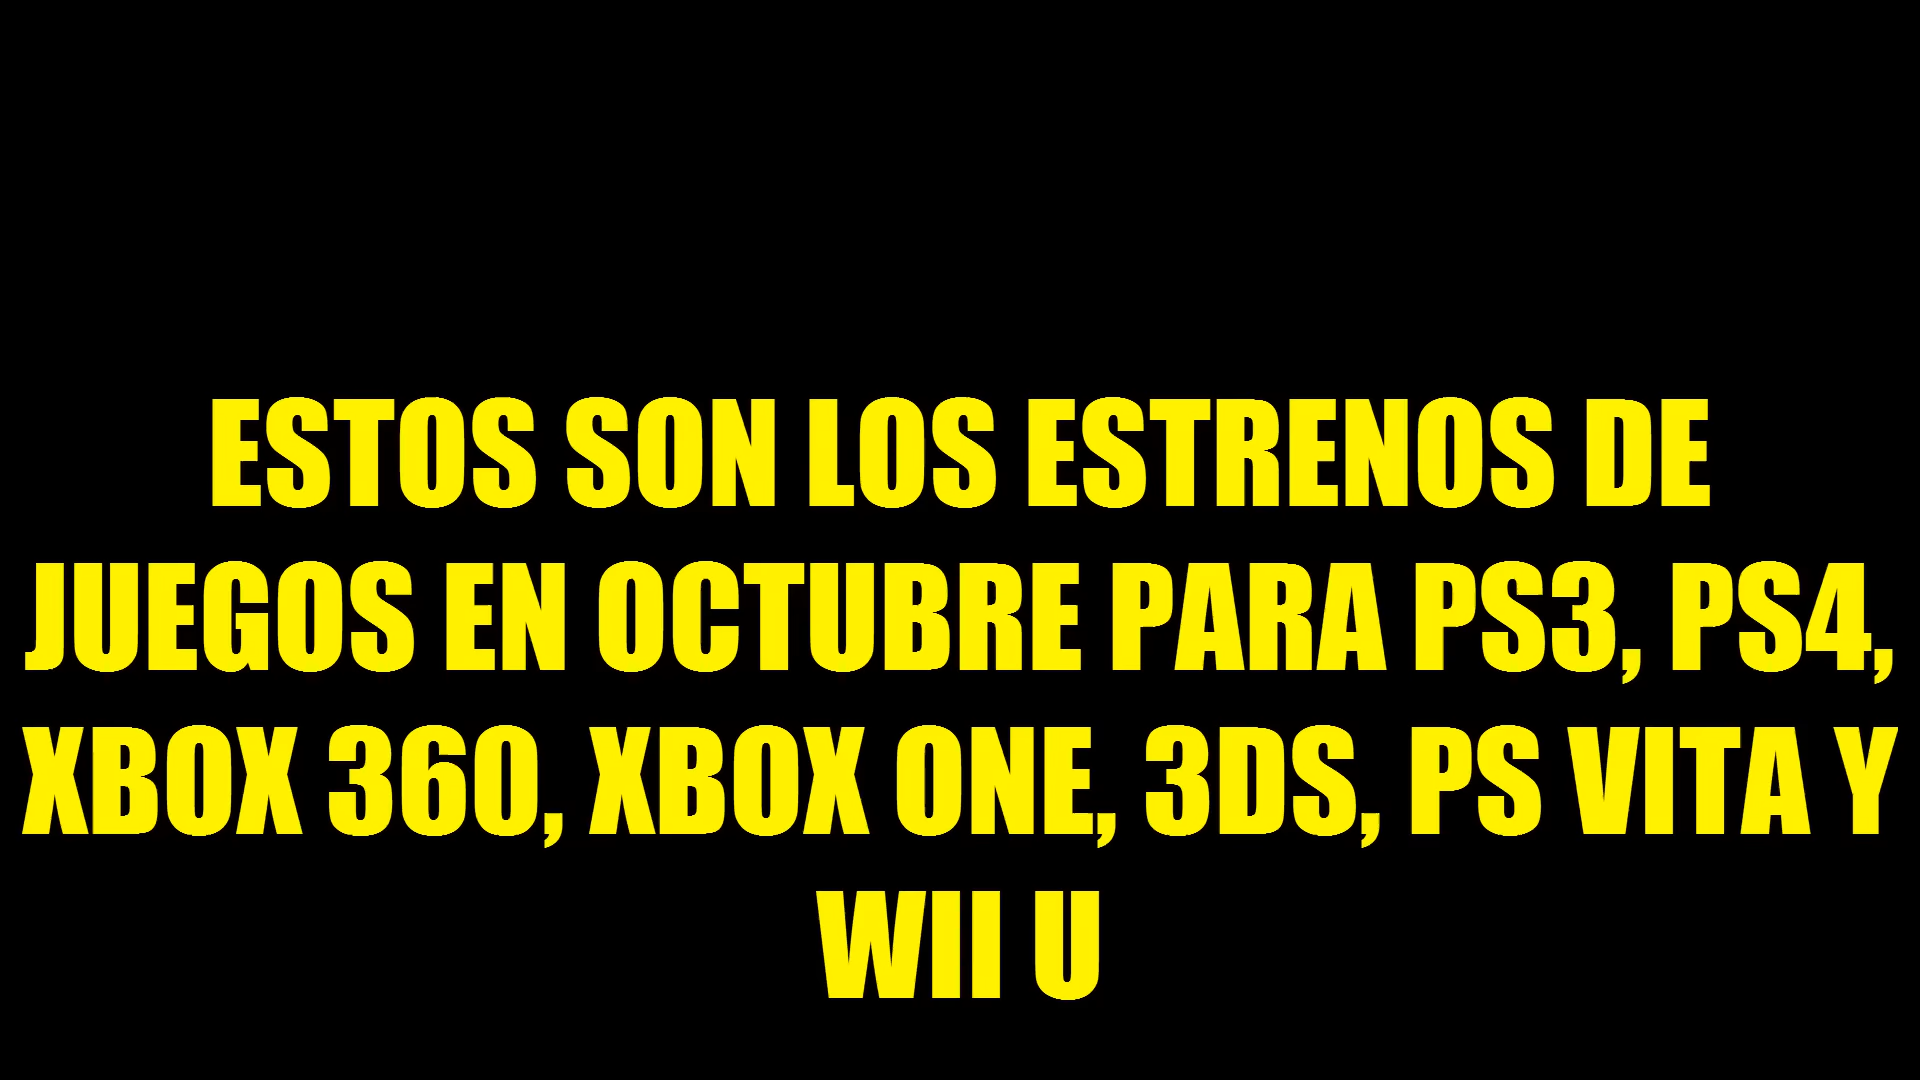 ESTOS SON LOS ESTRENOS DE
JUEGOS EN OCTUBRE PARA PS3, PS4,
XBOX 360, XBOX ONE, 3DS, PS VITA Y
WII U